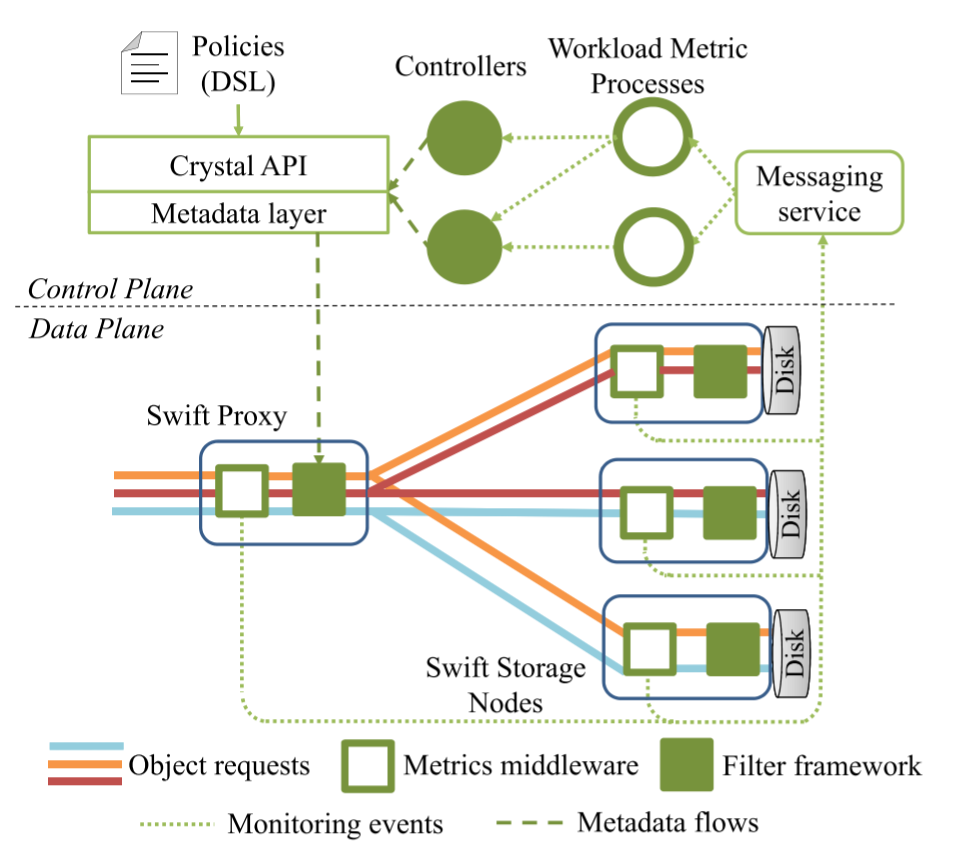 Policies
(DSL)
Controllers
Workload Metric
Processes
Crystal API
Metadata layer
Messaging
service
Control Plane
Data Plane
Swift Proxy
Disk
Disk
Disk
Swift Storage
Nodes
Object requests
Metrics middleware
Filter framework
Monitoring events
Metadata flows